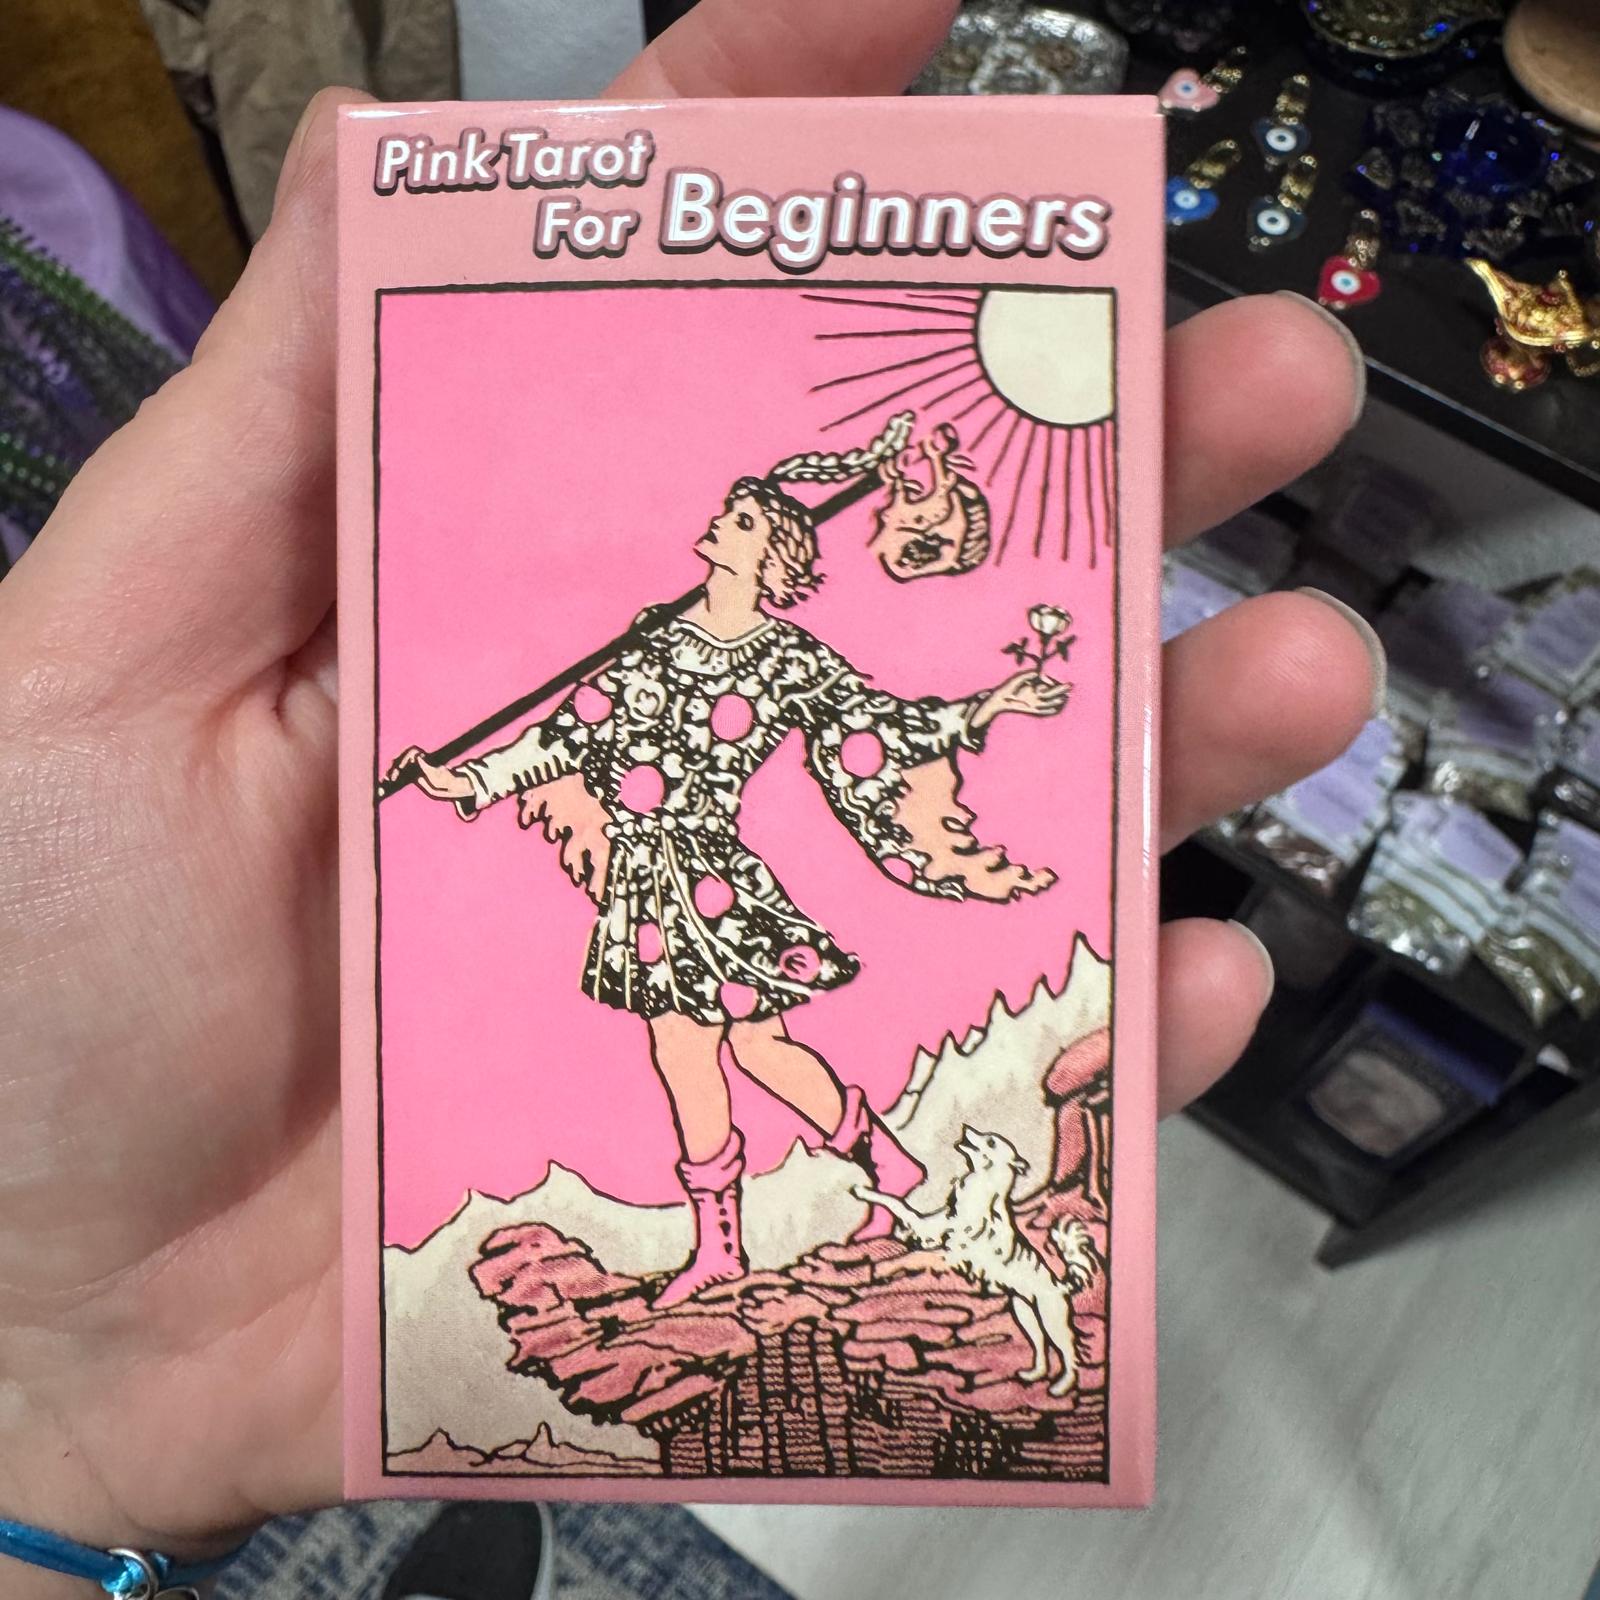 Pink Tarot
For Beginners